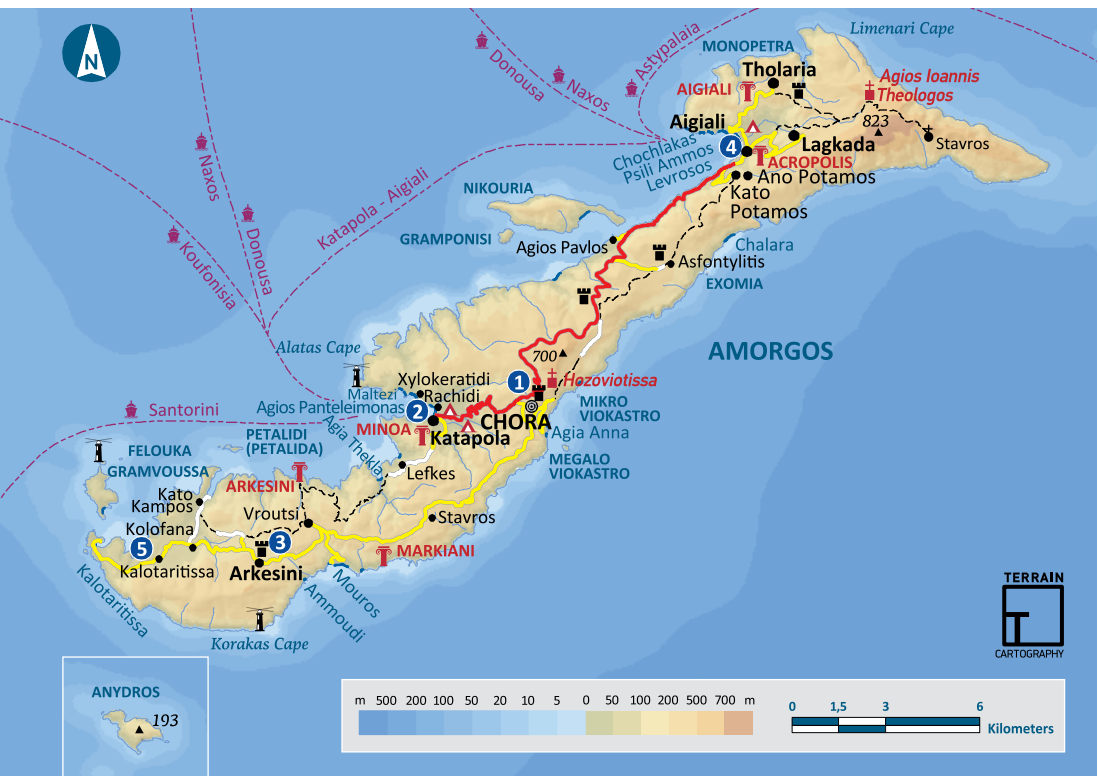 N
Limenari Cape
MONOPETRA
Astypalaia
Donousa
Naxos
Tholaria
Agios Ioannis
Theologos
AIGIALI
823
Aigiali
Lagkada
Stavros
4
Chochlakas
Psili Ammos
Levrosos
ACROPOLIS
Ano Potamos
Kato
Potamos
Naxos
Donousa
Koufonisia
Katapola - Aigiali
NIKOURIA
GRAMPONISI
Agios Pavlos
Chalara
Asfontylitis
EXOMIA
AMORGOS
Alatas Cape
700
1
Hozoviotissa
Xylokeratidi
Maltezi
Rachidi
Agios Panteleimonas
2
MIKRO
VIOKASTRO
CHORA
Santorini
MINOA
Katapola
Agia Anna
MEGALO
VIOKASTRO
PETALIDI
(PETALIDA)
Agia Thekla
Lefkes
FELOUKA
GRAMVOUSSA
ARKESINI
Kato
Kampos
Vroutsi
Stavros
Kolofana
5
3
MARKIANI
Kalotaritissa
Arkesini
Kalotaritissa
Mouros
Ammoudi
Korakas Cape
TERRAIN
T
CARTOGRAPHY
ANYDROS
193
m 500 200 100 50 20 10 5 0 50 100 200 500 700 m
0 1,5 3 6
Kilometers